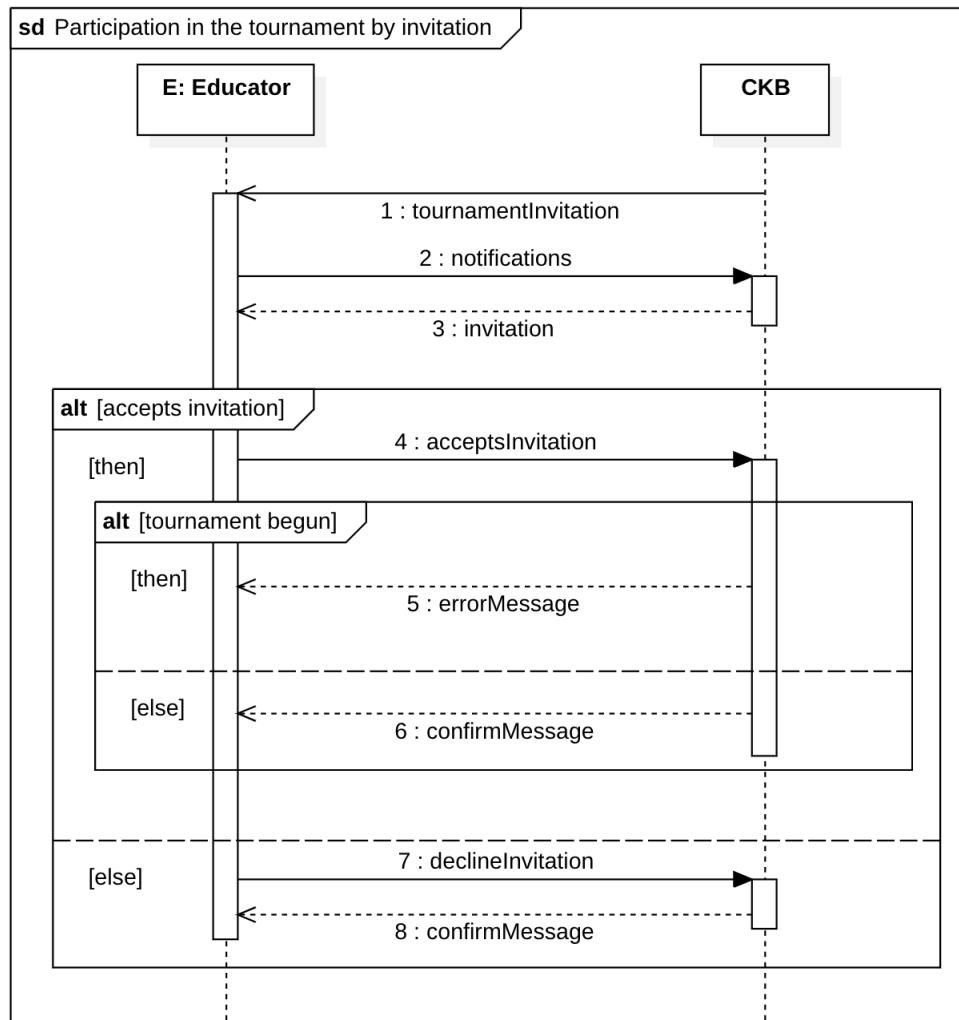 sd Participation in the tournament by invitation
E: Educator
CKB
1 : tournamentInvitation
2 : notifications
3 : invitation
alt [accepts invitation]
4 : acceptsInvitation
[then]
alt [tournament begun]
[then]
5 : errorMessage
[else]
6 : confirmMessage
7 : declineInvitation
[else]
8 : confirmMessage